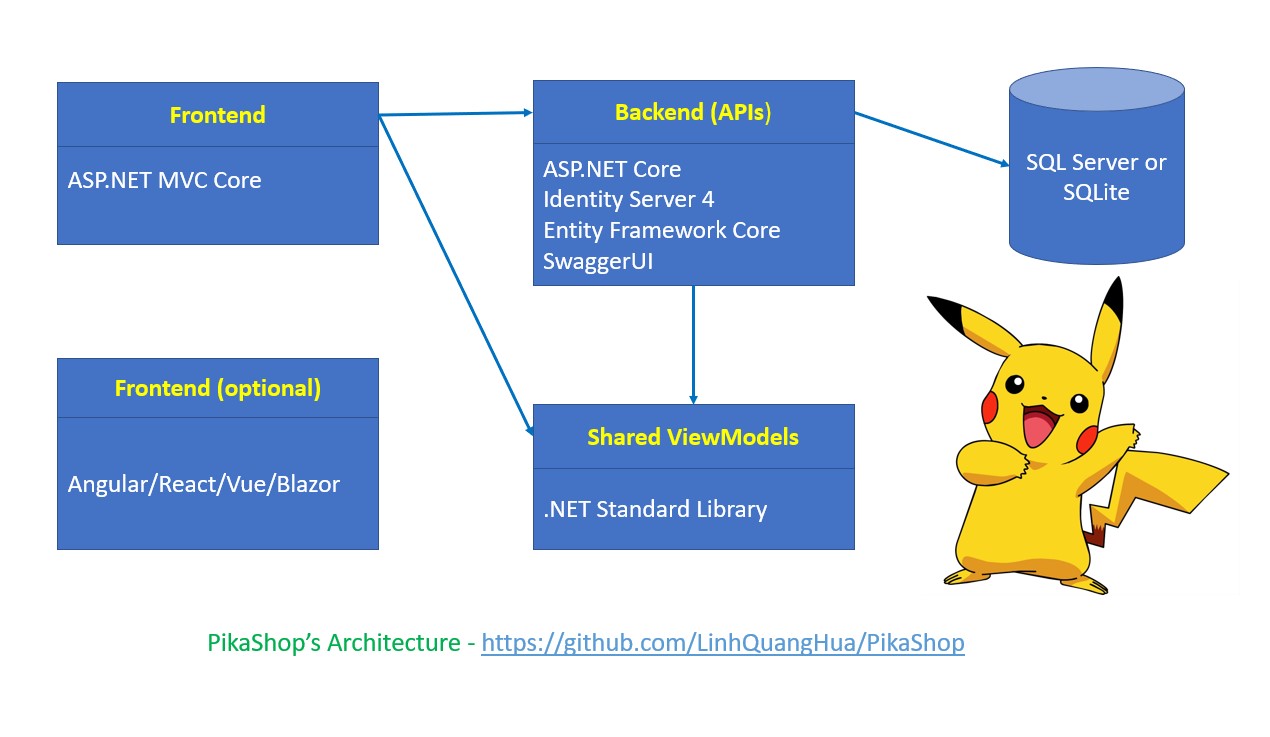 Frontend
ASP.NET MVC Core
Backend (APIs)
ASP.NET Core
Identity Server 4
Entity Framework Core
SwaggerUI
SQL Server or
SQLite
Frontend (optional)
Angular/React/Vue/Blazor
Shared ViewModels
.NET Standard Library
PikaShop’s Architecture - https://github.com/LinhQuangHua/PikaShop